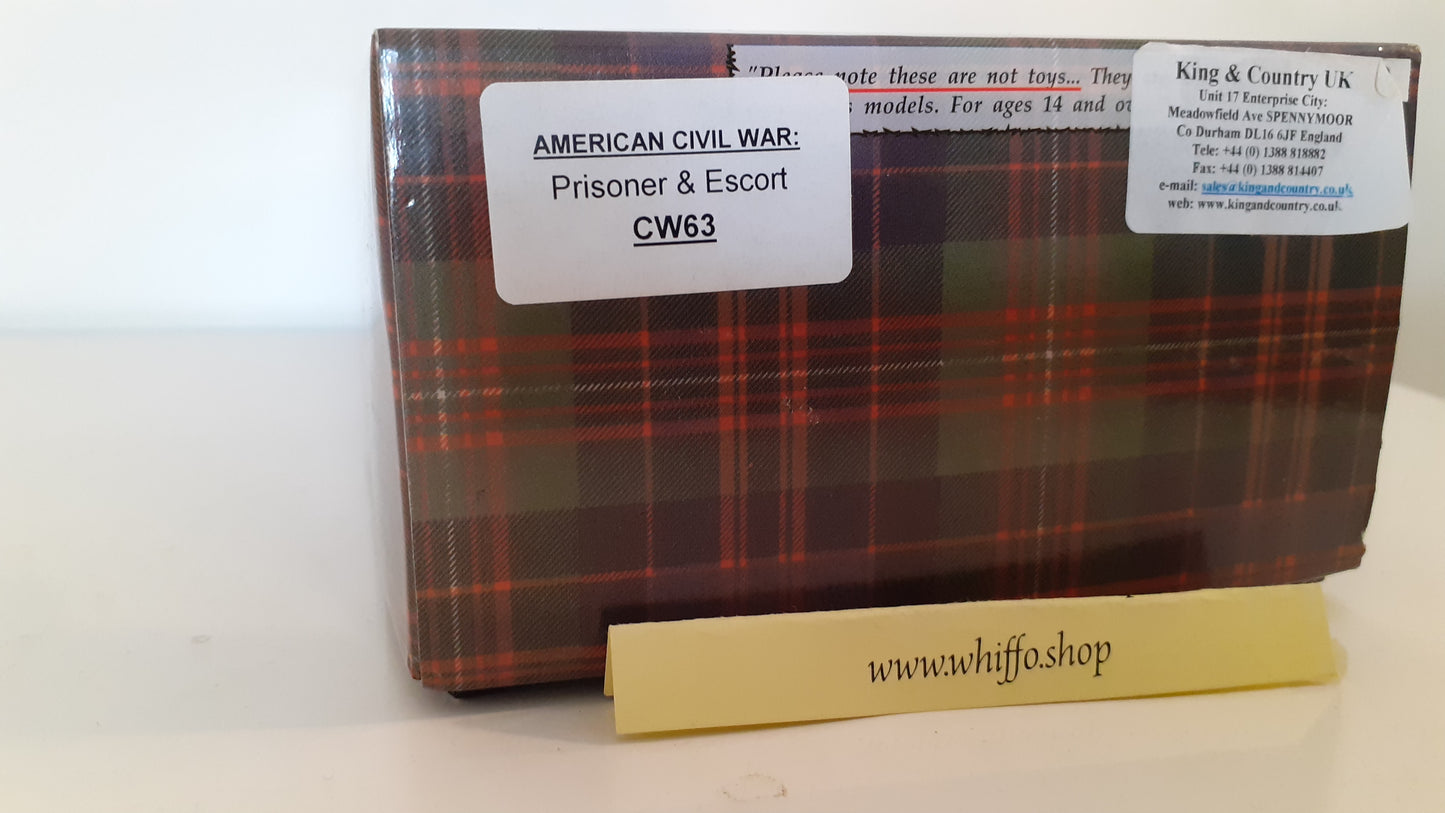 "Please note these are not toys... They
models. For ages 14 and
AMERICAN CIVIL WAR:
Prisoner & Escort
CW63
King & Country UK
Unit 17 Enterprise City:
Meadowfield Ave SPENNYMOOR
Co Durham DL16 6JF England
Tele: +44 (0) 1388 818882
Fax: +44 (0) 1388 814407
e-mail: sales@kingandcountry.co.uk
web: www.kingandcountry.co.uk
www.whiffo.shop